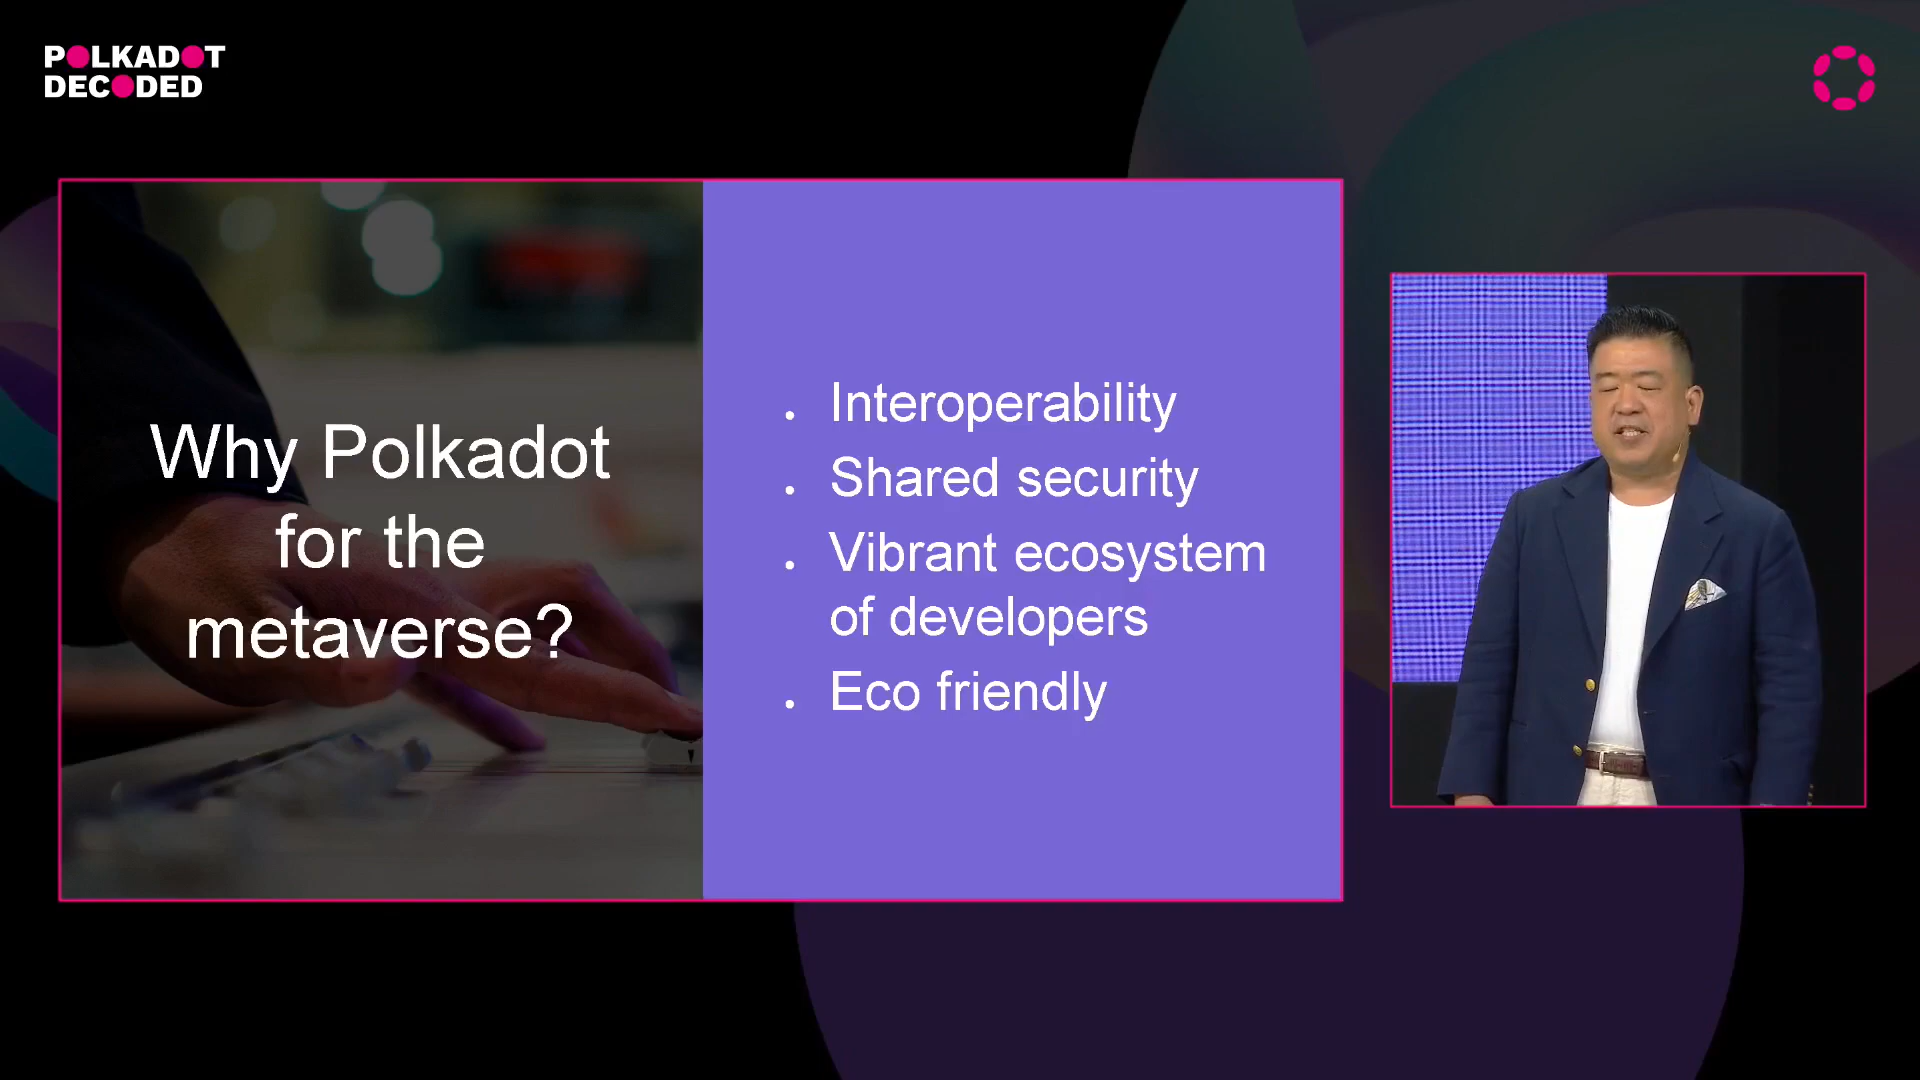 POLKADOT
DECODED
Why Polkadot
for the
metaverse?
. Interoperability
. Shared security
. Vibrant ecosystem
of developers
. Eco friendly